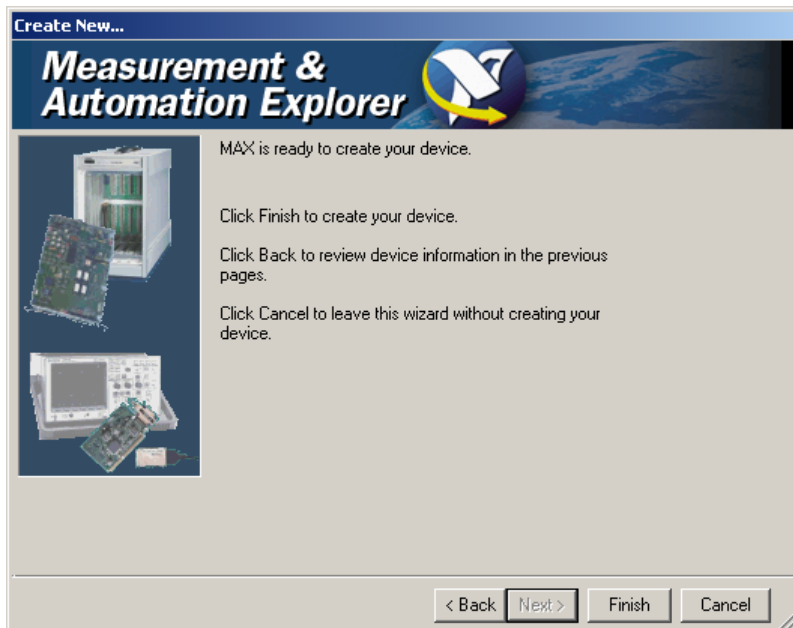 Create New...
Measurement &
Automation Explorer
MAX is ready to create your device.
Click Finish to create your device.
Click Back to review device information in the previous
pages.
Click Cancel to leave this wizard without creating your
device.
< Back Next > Finish Cancel